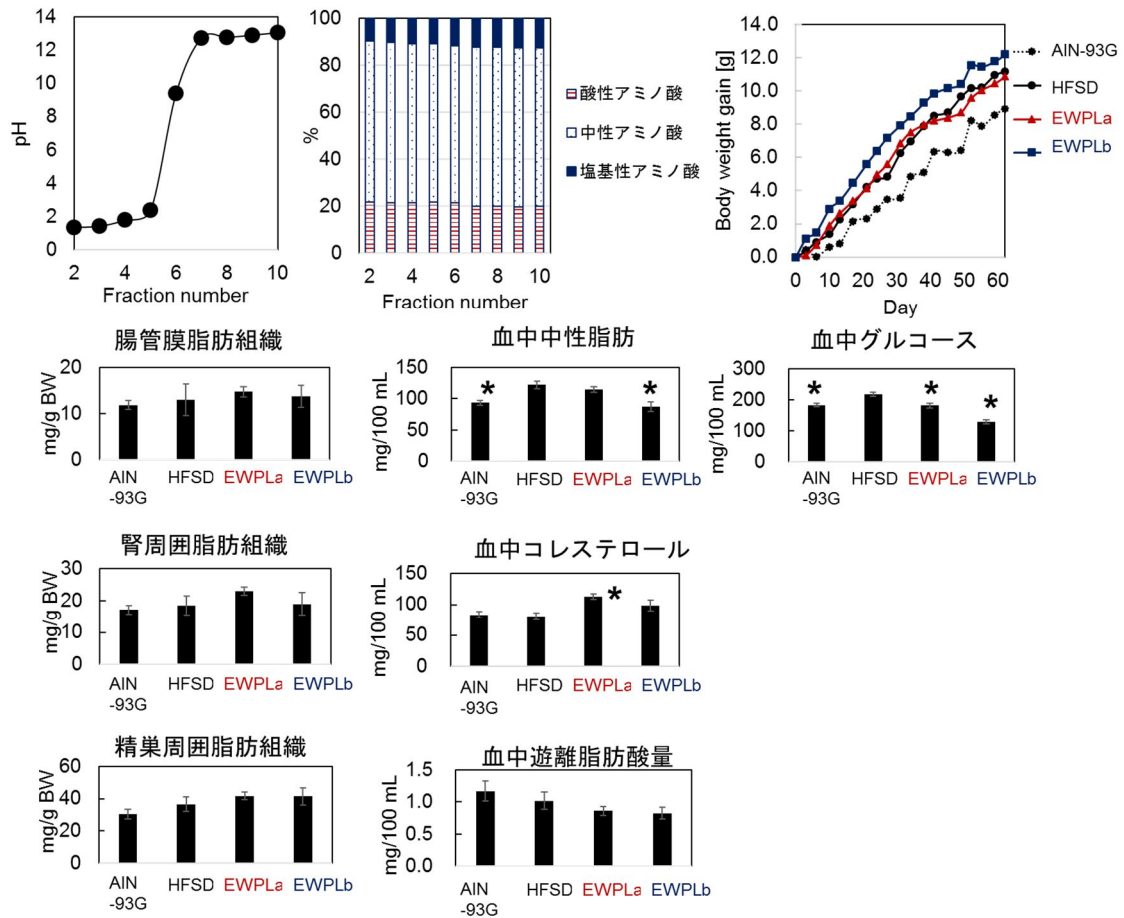 14
12
10
8
6
4
2
0
pH
2 4 6 8 10
Fraction number
100
80
60
40
20
0
%
2 4 6 8 10
Fraction number
酸性アミノ酸
中性アミノ酸
塩基性アミノ酸
14.0
12.0
10.0
8.0
6.0
4.0
2.0
0.0
Body weight gain [g]
0 10 20 30 40 50 60
Day
AIN-93G
HFSD
EWPLa
EWPLb
腸管膜脂肪組織
20
10
0
mg/g BW
AIN
-93G
HFSD
EWPLa
EWPLb
血中中性脂肪
150
100
50
0
mg/100 mL
*
*
AIN
-93G
HFSD
EWPLa
EWPLb
血中グルコース
300
200
100
0
mg/100 mL
*
*
*
AIN
-93G
HFSD
EWPLa
EWPLb
腎周囲脂肪組織
30
20
10
0
mg/g BW
AIN
-93G
HFSD
EWPLa
EWPLb
血中コレステロール
150
100
50
0
mg/100 mL
*
AIN
-93G
HFSD
EWPLa
EWPLb
精巣周囲脂肪組織
60
40
20
0
mg/g BW
AIN
-93G
HFSD
EWPLa
EWPLb
血中遊離脂肪酸量
1.5
1.0
0.5
0.0
mg/100 mL
AIN
-93G
HFSD
EWPLa
EWPLb